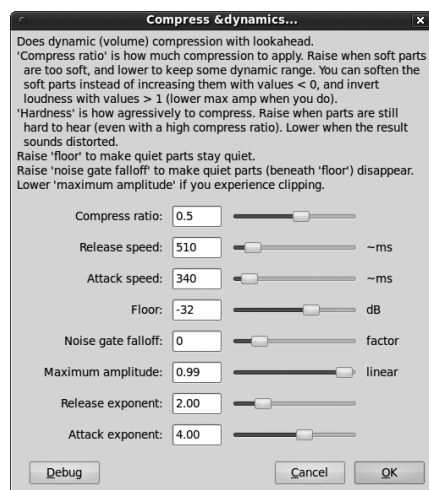 Compress &dynamics...
Does dynamic (volume) compression with lookahead.
'Compress ratio' is how much compression to apply. Raise when soft parts
are too soft, and lower to keep some dynamic range. You can soften the
soft parts instead of increasing them with values < 0, and invert
loudness with values > 1 (lower max amp when you do).
'Hardness' is how agressively to compress. Raise when parts are still
hard to hear (even with a high compress ratio). Lower when the result
sounds distorted.
Raise 'floor' to make quiet parts stay quiet.
Raise 'noise gate falloff' to make quiet parts (beneath 'floor') disappear.
Lower 'maximum amplitude' if you experience clipping.
Compress ratio: 0.5
Release speed: 510 ~ms
Attack speed: 340 ~ms
Floor: -32 dB
Noise gate falloff: 0 factor
Maximum amplitude: 0.99 linear
Release exponent: 2.00
Attack exponent: 4.00
Debug Cancel OK